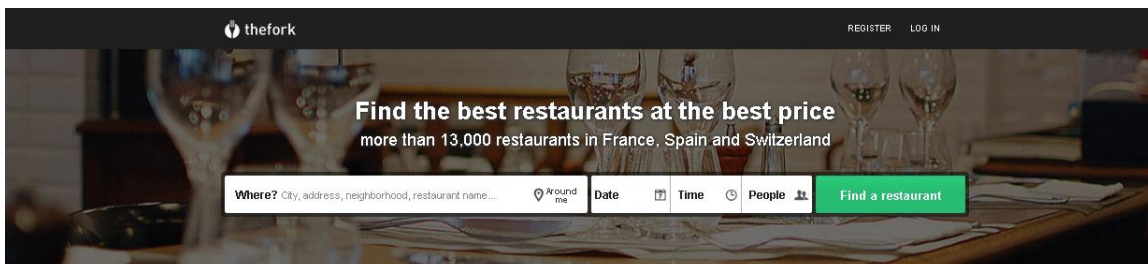 thefork
REGISTER LOG IN
Find the best restaurants at the best price
more than 13,000 restaurants in France, Spain and Switzerland
Where? City, address, neighborhood, restaurant name... Around me Date 7 Time People Find a restaurant